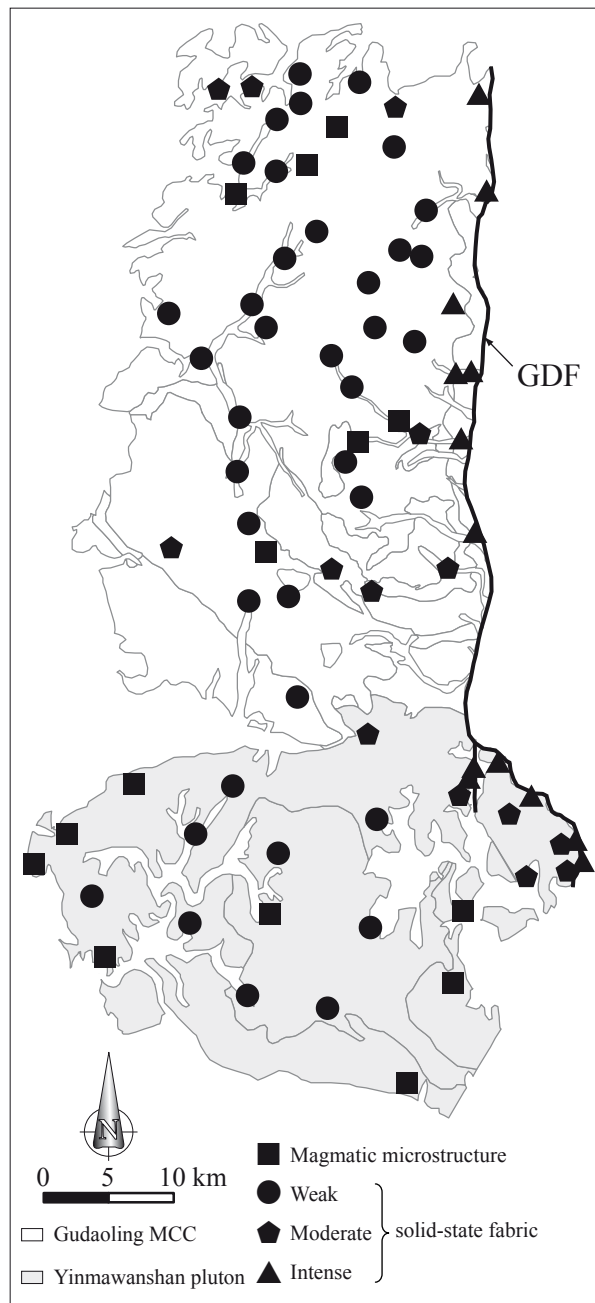 GDF
N
0 5 10 km
Magmatic microstructure
Weak
Moderate
solid-state fabric
Intense
Gudaoling MCC
Yinmawanshan pluton